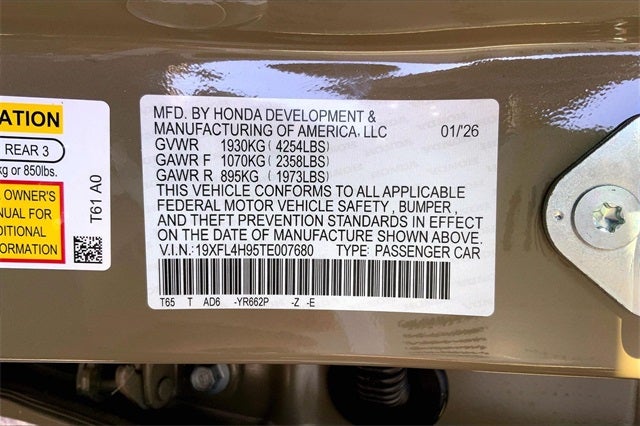 ATION
REAR 3
kg or 850lbs.
OWNER'S
NUAL FOR
DITIONAL
ORMATION
T61 A0
MFD. BY HONDA DEVELOPMENT &
MANUFACTURING OF AMERICA, LLC 01/'26
GVWR 1930KG (4254LBS)
GAWR F 1070KG (2358LBS)
GAWR R 895KG (1973LBS)
THIS VEHICLE CONFORMS TO ALL APPLICABLE
FEDERAL MOTOR VEHICLE SAFETY , BUMPER,
AND THEFT PREVENTION STANDARDS IN EFFECT
ON THE DATE OF MANUFACTURE SHOWN ABOVE.
V.I.N.:19XFL4H95TE007680 TYPE: PASSENGER CAR
T65 T AD6 -YR662P -Z -E